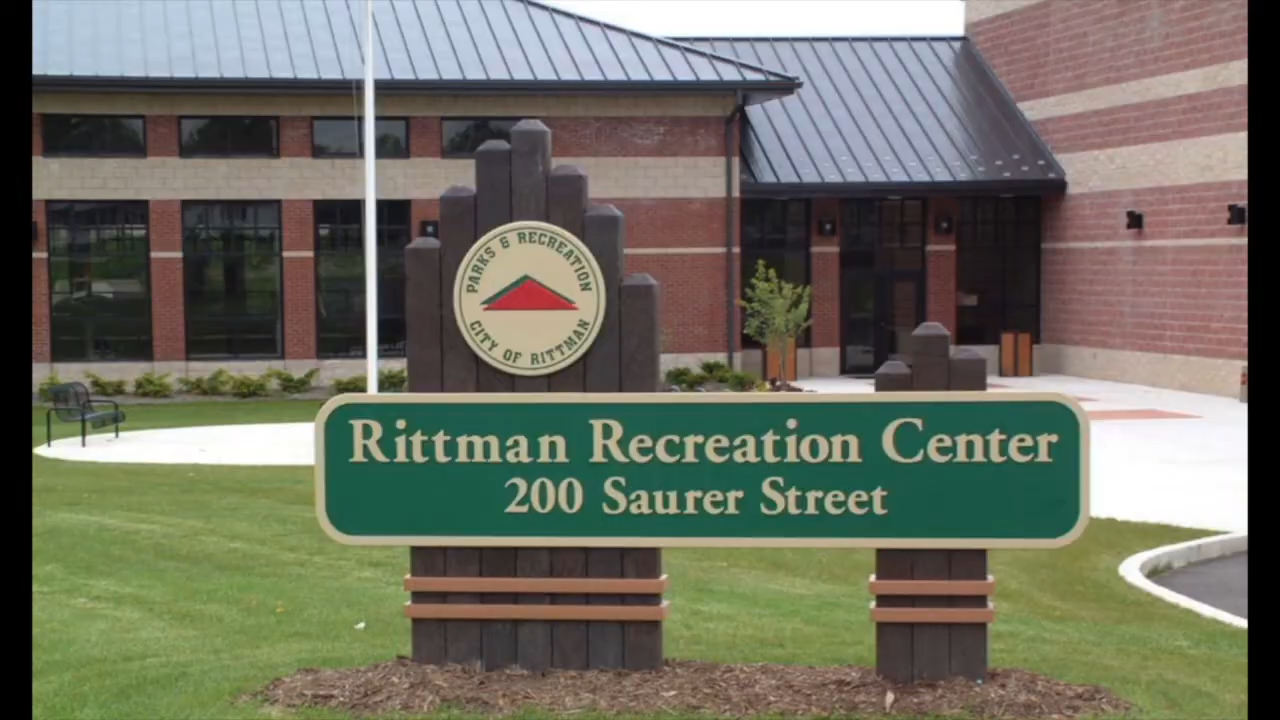 PARKS & RECREATION
CITY OF RITTMAN
Rittman Recreation Center
200 Saurer Street